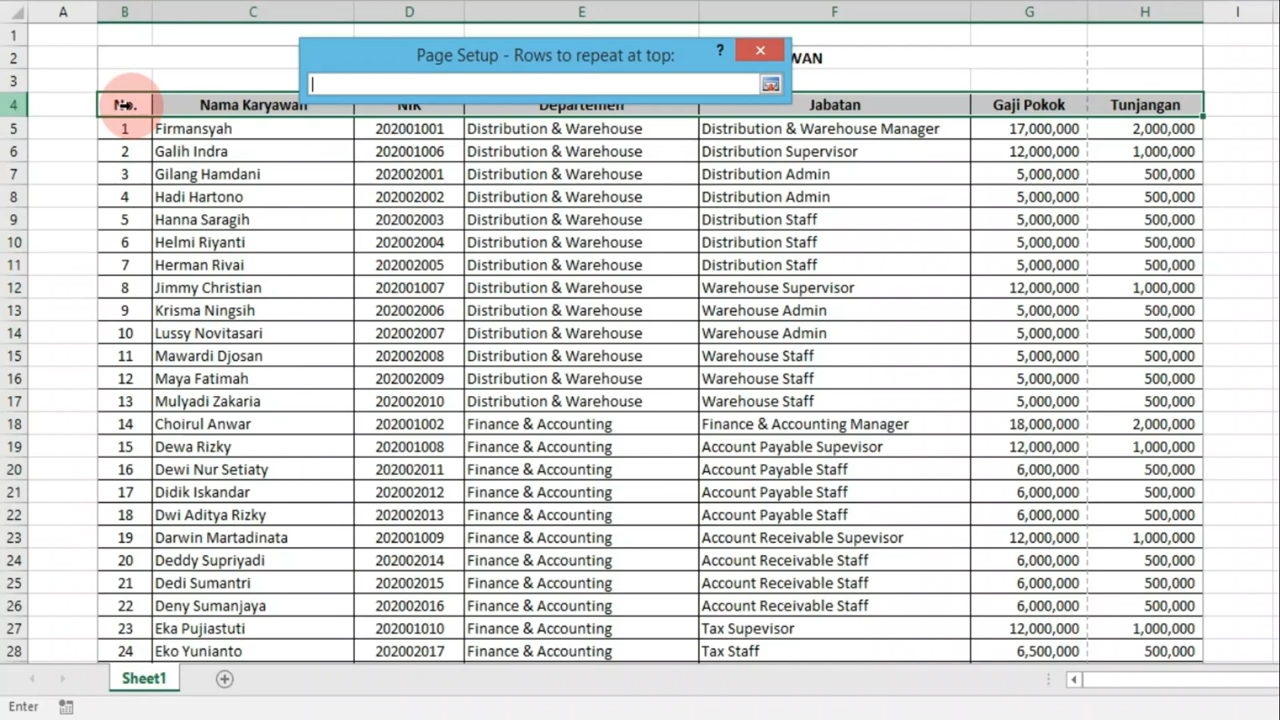 A B C D E F G H I
1
Page Setup - Rows to repeat at top: ?
2 WAN
3
4 No. Nama Karyawan NIK Departemen Jabatan Gaji Pokok Tunjangan
5 1 Firmansyah 202001001 Distribution & Warehouse Distribution & Warehouse Manager 17,000,000 2,000,000
6 2 Galih Indra 202001006 Distribution & Warehouse Distribution Supervisor 12,000,000 1,000,000
7 3 Gilang Hamdani 202002001 Distribution & Warehouse Distribution Admin 5,000,000 500,000
8 4 Hadi Hartono 202002002 Distribution & Warehouse Distribution Admin 5,000,000 500,000
9 5 Hanna Saragih 202002003 Distribution & Warehouse Distribution Staff 5,000,000 500,000
10 6 Helmi Riyanti 202002004 Distribution & Warehouse Distribution Staff 5,000,000 500,000
11 7 Herman Rivai 202002005 Distribution & Warehouse Distribution Staff 5,000,000 500,000
12 8 Jimmy Christian 202001007 Distribution & Warehouse Warehouse Supervisor 12,000,000 1,000,000
13 9 Krisma Ningsih 202002006 Distribution & Warehouse Warehouse Admin 5,000,000 500,000
14 10 Lussy Novitasari 202002007 Distribution & Warehouse Warehouse Admin 5,000,000 500,000
15 11 Mawardi Djosan 202002008 Distribution & Warehouse Warehouse Staff 5,000,000 500,000
16 12 Maya Fatimah 202002009 Distribution & Warehouse Warehouse Staff 5,000,000 500,000
17 13 Mulyadi Zakaria 202002010 Distribution & Warehouse Warehouse Staff 5,000,000 500,000
18 14 Choirul Anwar 202001002 Finance & Accounting Finance & Accounting Manager 18,000,000 2,000,000
19 15 Dewa Rizky 202001008 Finance & Accounting Account Payable Supevisor 12,000,000 1,000,000
20 16 Dewi Nur Setiaty 202002011 Finance & Accounting Account Payable Staff 6,000,000 500,000
21 17 Didik Iskandar 202002012 Finance & Accounting Account Payable Staff 6,000,000 500,000
22 18 Dwi Aditya Rizky 202002013 Finance & Accounting Account Payable Staff 6,000,000 500,000
23 19 Darwin Martadinata 202001009 Finance & Accounting Account Receivable Supevisor 12,000,000 1,000,000
24 20 Deddy Supriyadi 202002014 Finance & Accounting Account Receivable Staff 6,000,000 500,000
25 21 Dedi Sumantri 202002015 Finance & Accounting Account Receivable Staff 6,000,000 500,000
26 22 Deny Sumanjaya 202002016 Finance & Accounting Account Receivable Staff 6,000,000 500,000
27 23 Eka Pujiastuti 202001010 Finance & Accounting Tax Supevisor 12,000,000 1,000,000
28 24 Eko Yunianto 202002017 Finance & Accounting Tax Staff 6,500,000 500,000
Sheet1
Enter